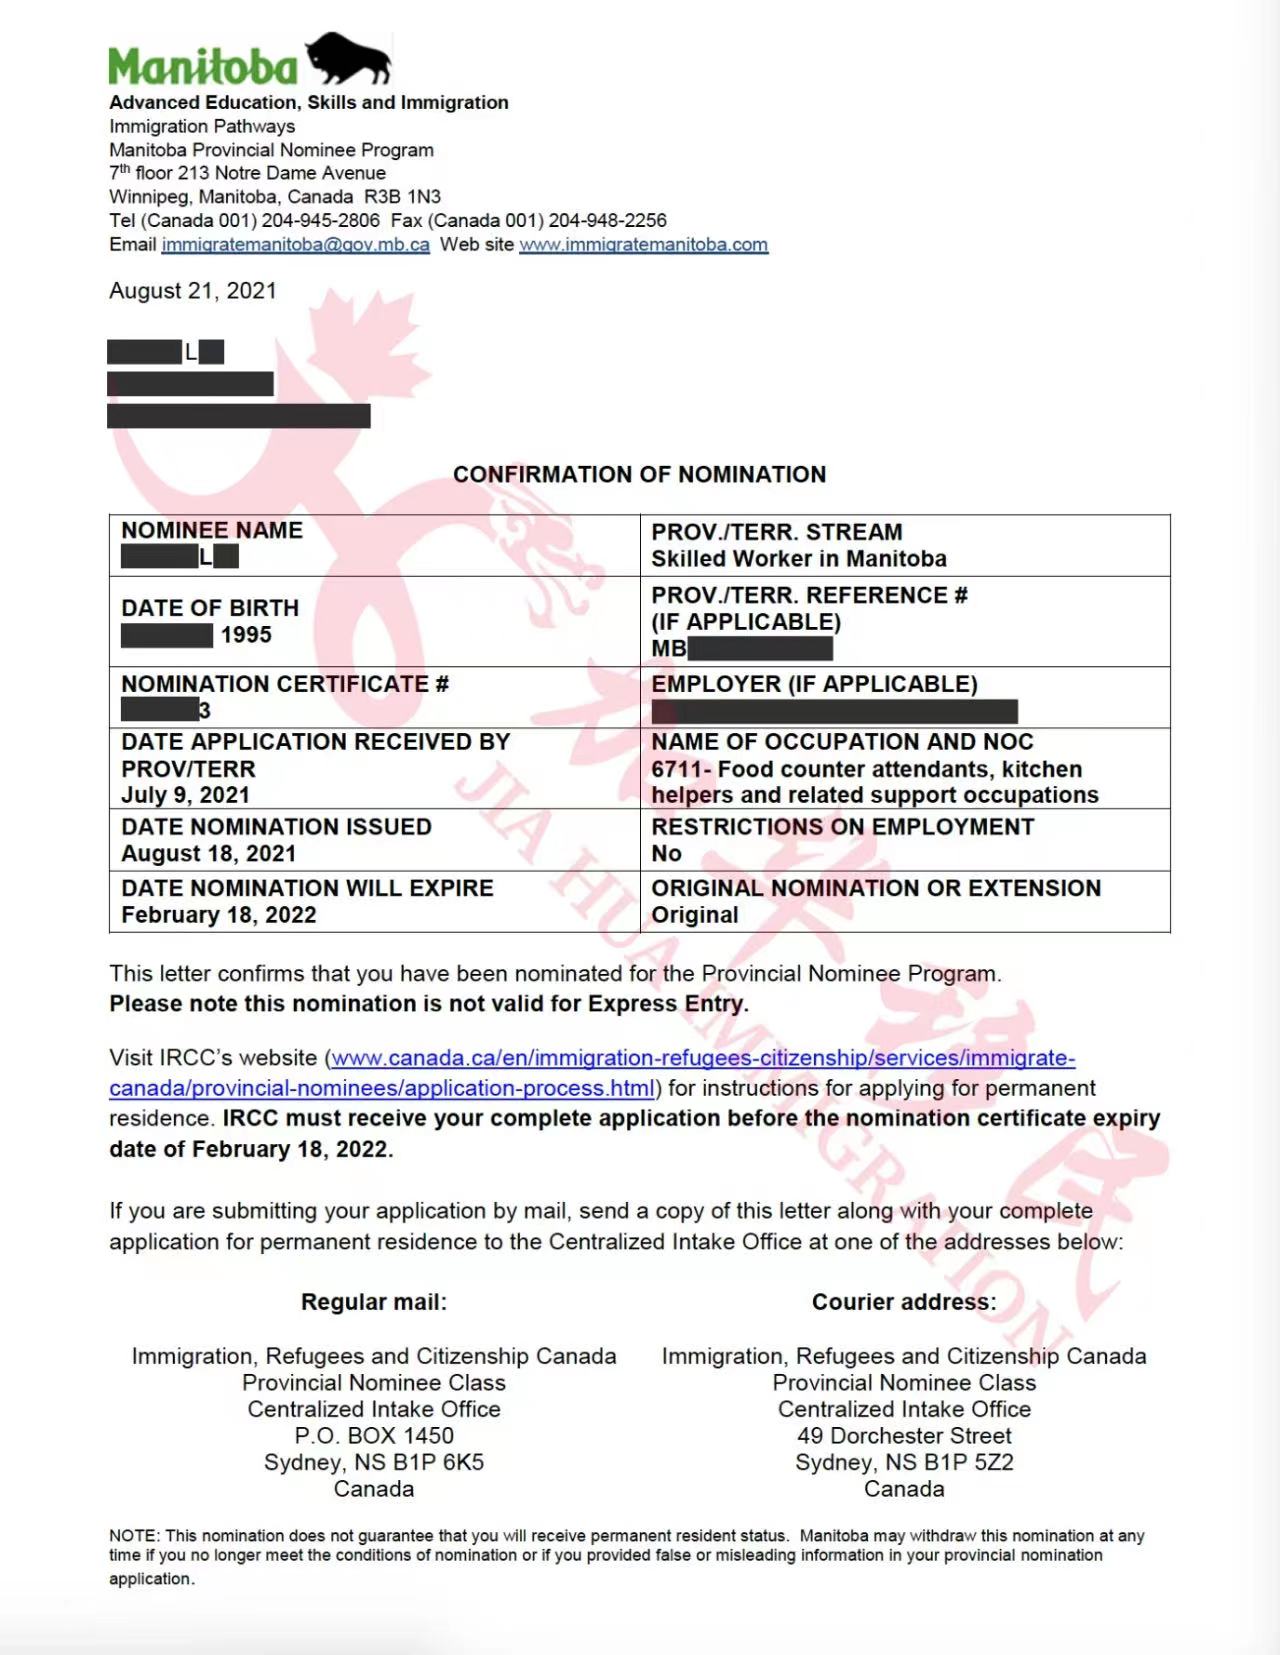 Manitoba
Advanced Education, Skills and Immigration
Immigration Pathways
Manitoba Provincial Nominee Program
7th floor 213 Notre Dame Avenue
Winnipeg, Manitoba, Canada R3B 1N3
Tel (Canada 001) 204-945-2806 Fax (Canada 001) 204-948-2256
Email immigratemanitoba@gov.mb.ca Web site www.immigratemanitoba.com
August 21, 2021
L
CONFIRMATION OF NOMINATION
NOMINEE NAME
L
PROV./TERR. STREAM
Skilled Worker in Manitoba
DATE OF BIRTH
1995
PROV./TERR. REFERENCE #
(IF APPLICABLE)
MB
NOMINATION CERTIFICATE #
3
EMPLOYER (IF APPLICABLE)
DATE APPLICATION RECEIVED BY
PROV/TERR
July 9, 2021
NAME OF OCCUPATION AND NOC
6711- Food counter attendants, kitchen
helpers and related support occupations
DATE NOMINATION ISSUED
August 18, 2021
RESTRICTIONS ON EMPLOYMENT
No
DATE NOMINATION WILL EXPIRE
February 18, 2022
ORIGINAL NOMINATION OR EXTENSION
Original
This letter confirms that you have been nominated for the Provincial Nominee Program.
Please note this nomination is not valid for Express Entry.
Visit IRCC's website (www.canada.ca/en/immigration-refugees-citizenship/services/immigrate-
canada/provincial-nominees/application-process.html) for instructions for applying for permanent
residence. IRCC must receive your complete application before the nomination certificate expiry
date of February 18, 2022.
If you are submitting your application by mail, send a copy of this letter along with your complete
application for permanent residence to the Centralized Intake Office at one of the addresses below:
Regular mail:
Immigration, Refugees and Citizenship Canada
Provincial Nominee Class
Centralized Intake Office
P.O. BOX 1450
Sydney, NS B1P 6K5
Canada
Courier address:
Immigration, Refugees and Citizenship Canada
Provincial Nominee Class
Centralized Intake Office
49 Dorchester Street
Sydney, NS B1P 5Z2
Canada
NOTE: This nomination does not guarantee that you will receive permanent resident status. Manitoba may withdraw this nomination at any
time if you no longer meet the conditions of nomination or if you provided false or misleading information in your provincial nomination
application.
加华移民
JIA HUA IMMIGRATION